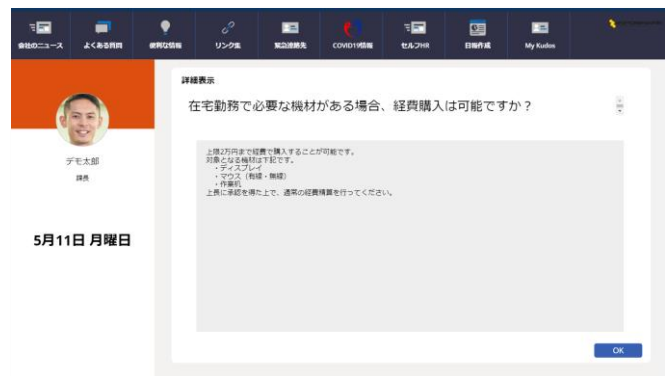 会社のニュース
よくある質問
便利な情報
リンク集
緊急連絡先
COVID19情報
セルフHR
日報作成
My Kudos
デモ太郎
課長
5月11日 月曜日
詳細表示
在宅勤務で必要な機材がある場合、経費購入は可能ですか？
上限2万円まで経費で購入することが可能です。
対象となる機材は下記です。
・ディスプレイ
・マウス（有線・無線）
・作業机
上長に承認を得た上で、通常の経費精算を行ってください。
OK